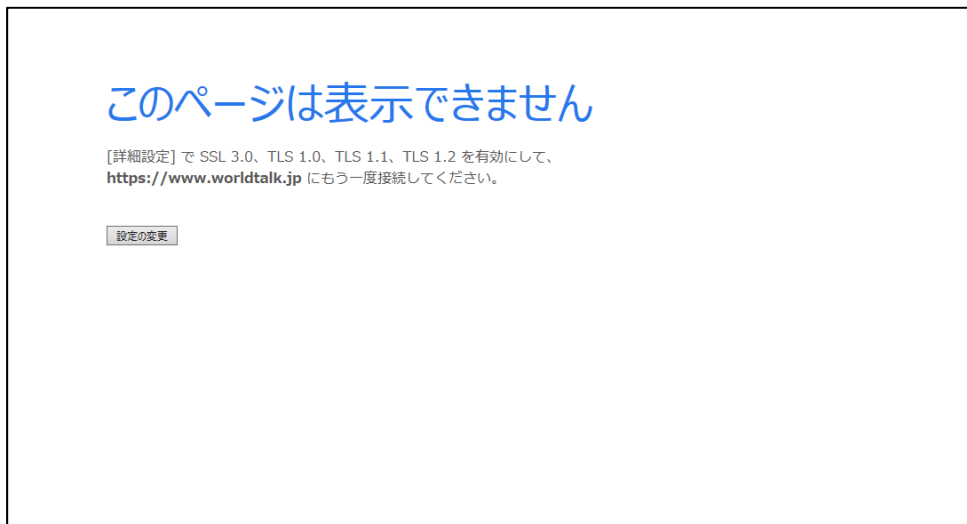 このページは表示できません
[詳細設定] で SSL 3.0、TLS 1.0、TLS 1.1、TLS 1.2 を有効にして、
https://www.worldtalk.jp にもう一度接続してください。
設定の変更